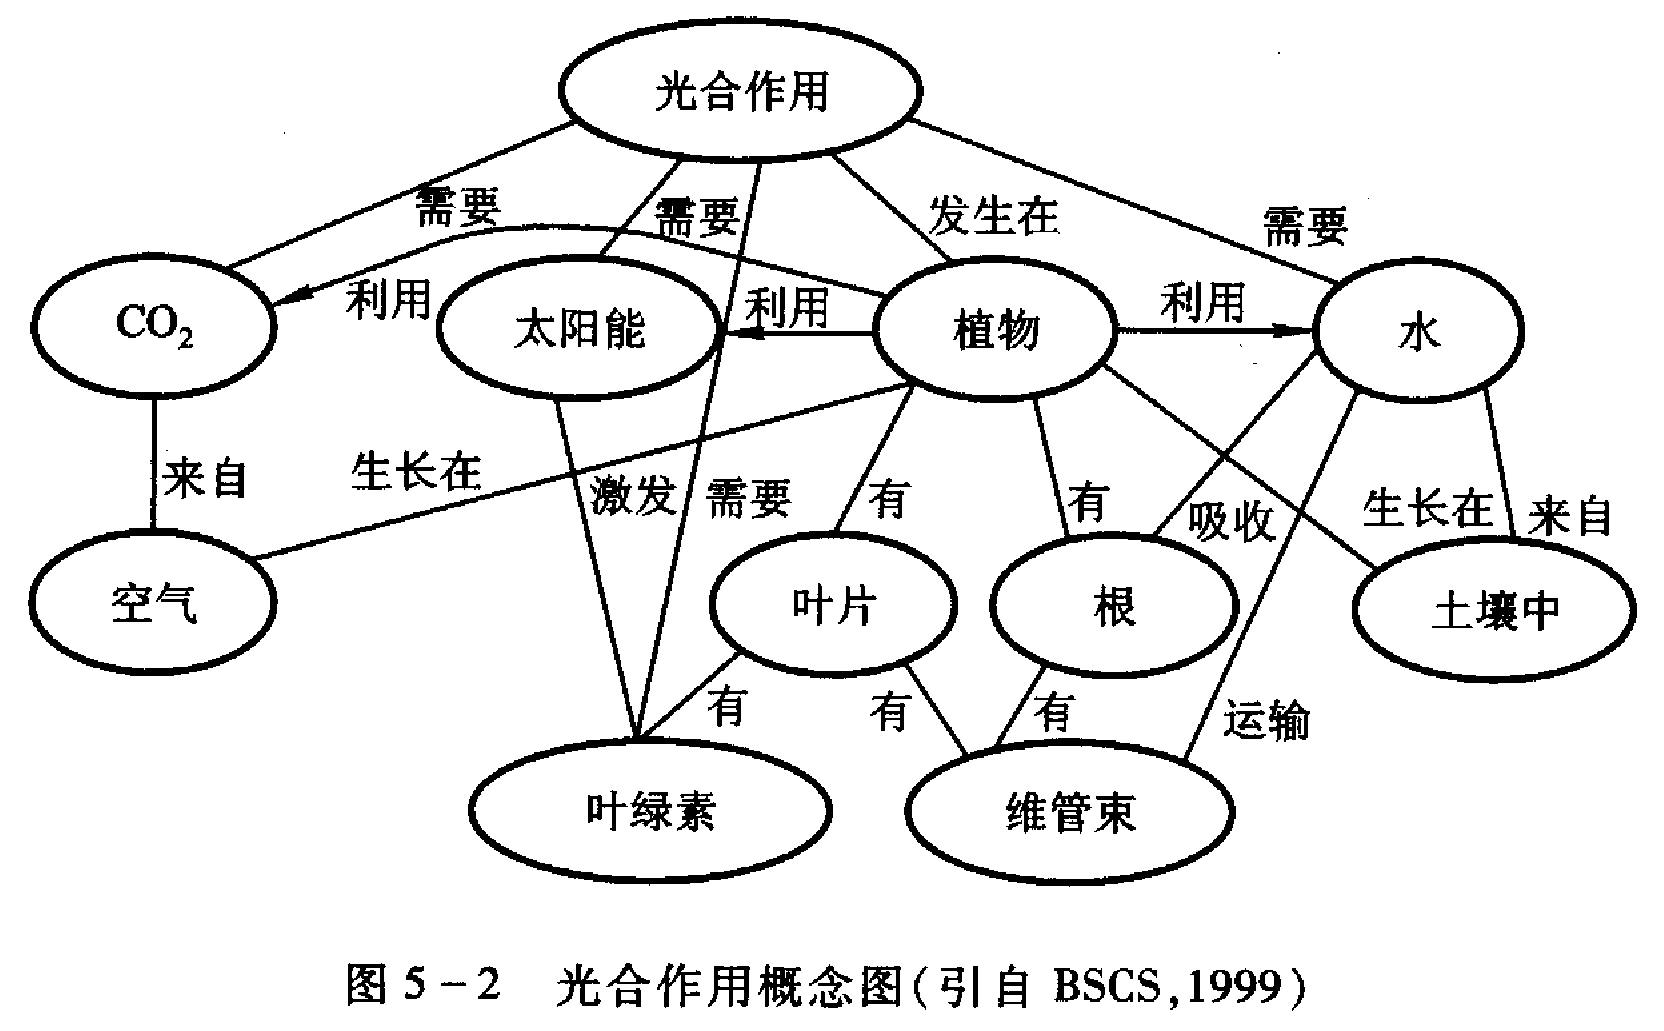 光合作用
需要
需要
发生在
需要
利用
利用
利用
CO₂
太阳能
植物
水
来自
生长在
激发
需要
有
有
吸收
生长在
来自
空气
叶片
根
土壤中
有
有
有
运输
叶绿素
维管束
图 5-2 光合作用概念图(引自 BSCS,1999)